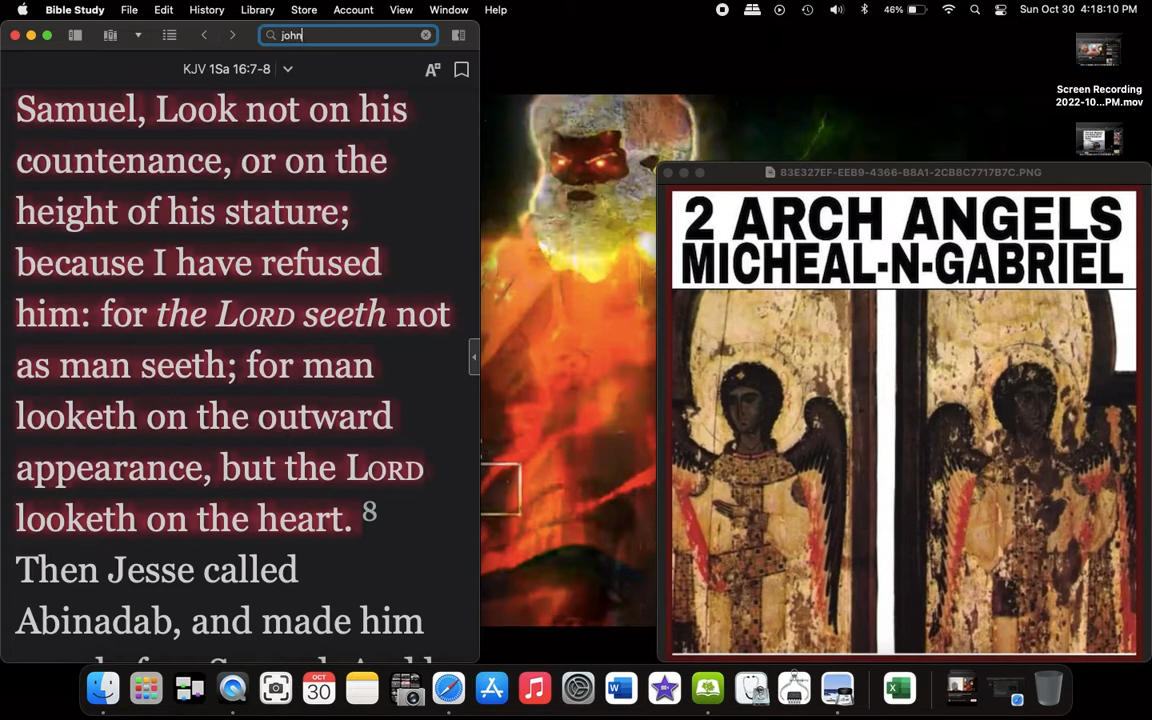 Bible Study File Edit History Library Store Account View Window Help
46% Sun Oct 30 4:18:10 PM
john
KJV 1Sa 16:7-8
Samuel, Look not on his
countenance, or on the
height of his stature;
because I have refused
him: for the LORD seeth not
as man seeth; for man
looketh on the outward
appearance, but the LORD
looketh on the heart. 8
Then Jesse called
Abinadab, and made him
Screen Recording
2022-10...PM.mov
83E327EF-EEB9-4366-B8A1-2CB8C7717B7C.PNG
2 ARCH ANGELS
MICHEAL-N-GABRIEL
OCT
30